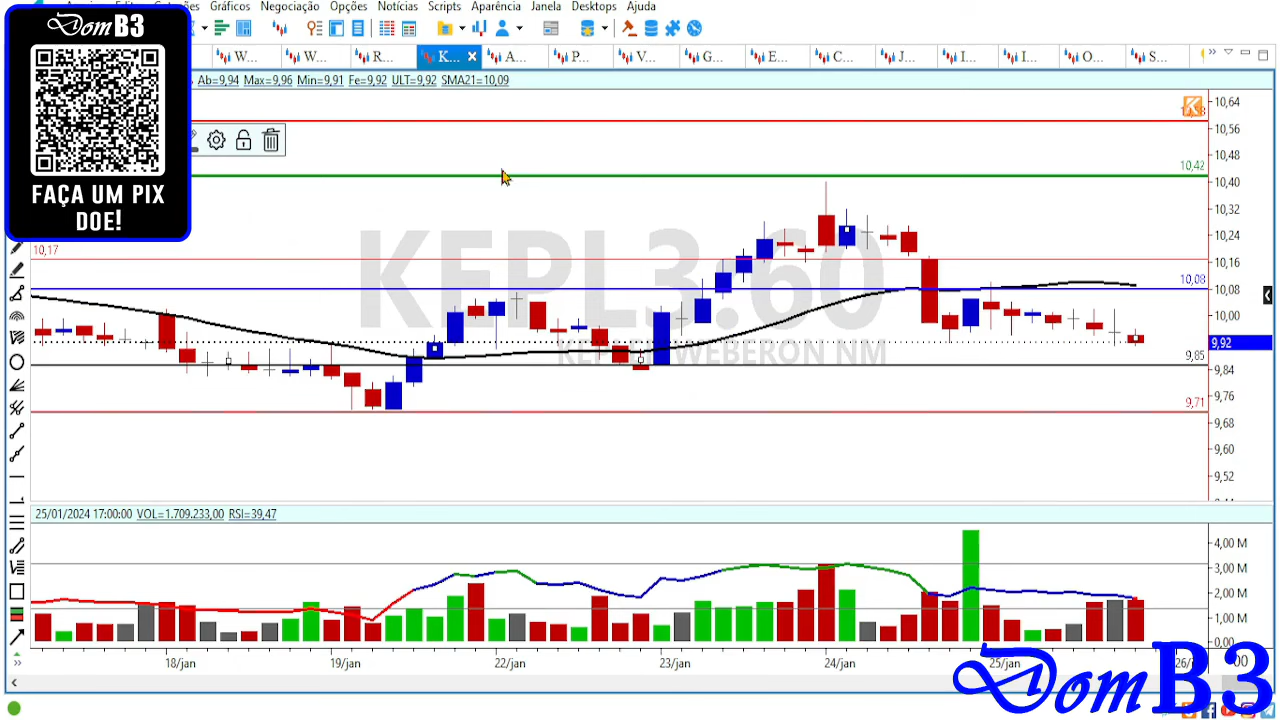 Gráficos Negociação Opções Notícias Scripts Aparência Janela Desktops Ajuda
DomB3
FAÇA UM PIX
DOE!
W... W... R... K... A... P... V... G... E... C... J... I... I... O... S...
Ab=9,94 Max=9,96 Min=9,91 Fe=9,92 ULT=9,92 SMA21=10,09
KEPL3:60
KEPLER WEBERON NM
10,42
10,17
10,08
9,85
9,71
10,64
10,56
10,48
10,40
10,32
10,24
10,16
10,08
10,00
9,92
9,84
9,76
9,68
9,60
9,52
25/01/2024 17:00:00 VOL=1.709.233,00 RSI=39,47
4,00 M
3,00 M
2,00 M
1,00 M
0,00
18/jan 19/jan 22/jan 23/jan 24/jan 25/jan
DomB3